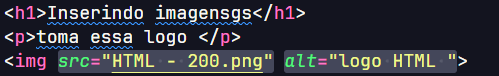 <h1>Inserindo imagensgs</h1>
<p>toma essa logo </p>
<img src="HTML - 200.png" alt="logo HTML ">